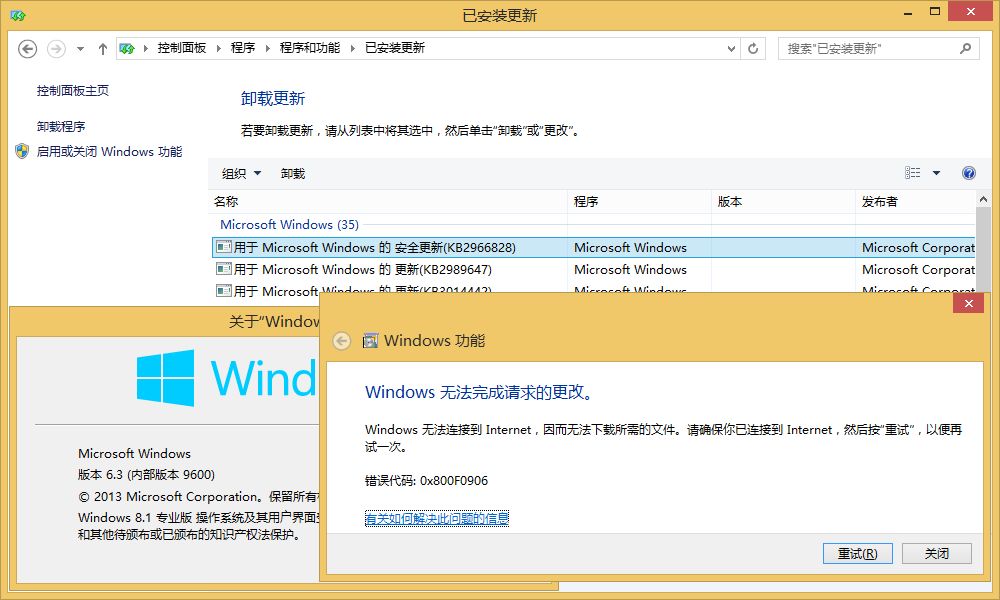 已安装更新
控制面板 程序 程序和功能 已安装更新
搜索"已安装更新"
控制面板主页
卸载程序
启用或关闭 Windows 功能
卸载更新
若要卸载更新，请从列表中将其选中，然后单击“卸载”或“更改”。
组织 卸载
名称 程序 版本 发布者
Microsoft Windows (35)
用于 Microsoft Windows 的 安全更新(KB2966828) Microsoft Windows Microsoft Corporat
用于 Microsoft Windows 的 更新(KB2989647) Microsoft Windows Microsoft Corporat
用于 Microsoft Windows 的 更新(KB3014442) Microsoft Windows Microsoft Corporat
关于“Window
Wind
Microsoft Windows
版本 6.3 (内部版本 9600)
© 2013 Microsoft Corporation。保留所有
Windows 8.1 专业版 操作系统及其用户界面
和其他待颁布或已颁布的知识产权法保护。
Windows 功能
Windows 无法完成请求的更改。
Windows 无法连接到 Internet，因而无法下载所需的文件。请确保你已连接到 Internet，然后按“重试”，以便再
试一次。
错误代码: 0x800F0906
有关如何解决此问题的信息
重试(R) 关闭